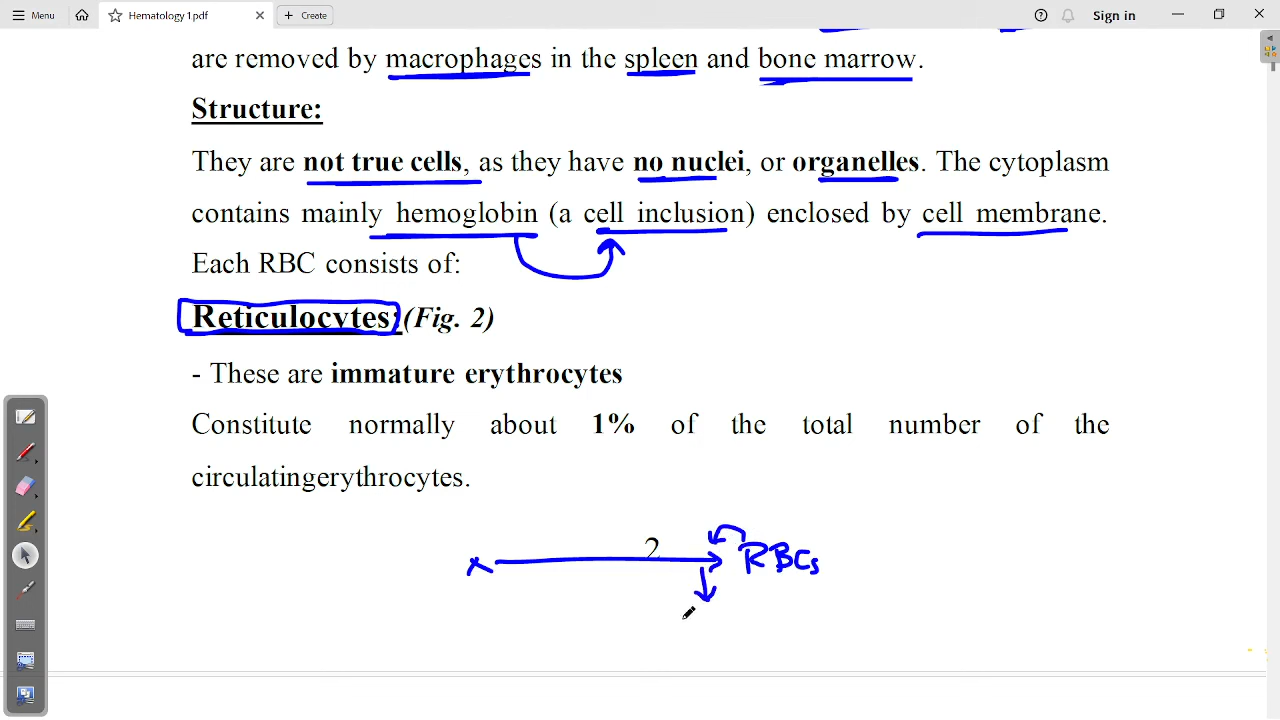 Menu Hematology 1.pdf Create Sign in
are removed by macrophages in the spleen and bone marrow.
Structure:
They are not true cells, as they have no nuclei, or organelles. The cytoplasm
contains mainly hemoglobin (a cell inclusion) enclosed by cell membrane.
Each RBC consists of:
Reticulocytes: (Fig. 2)
- These are immature erythrocytes
Constitute normally about 1% of the total number of the
circulatingerythrocytes.
2
x RBCs